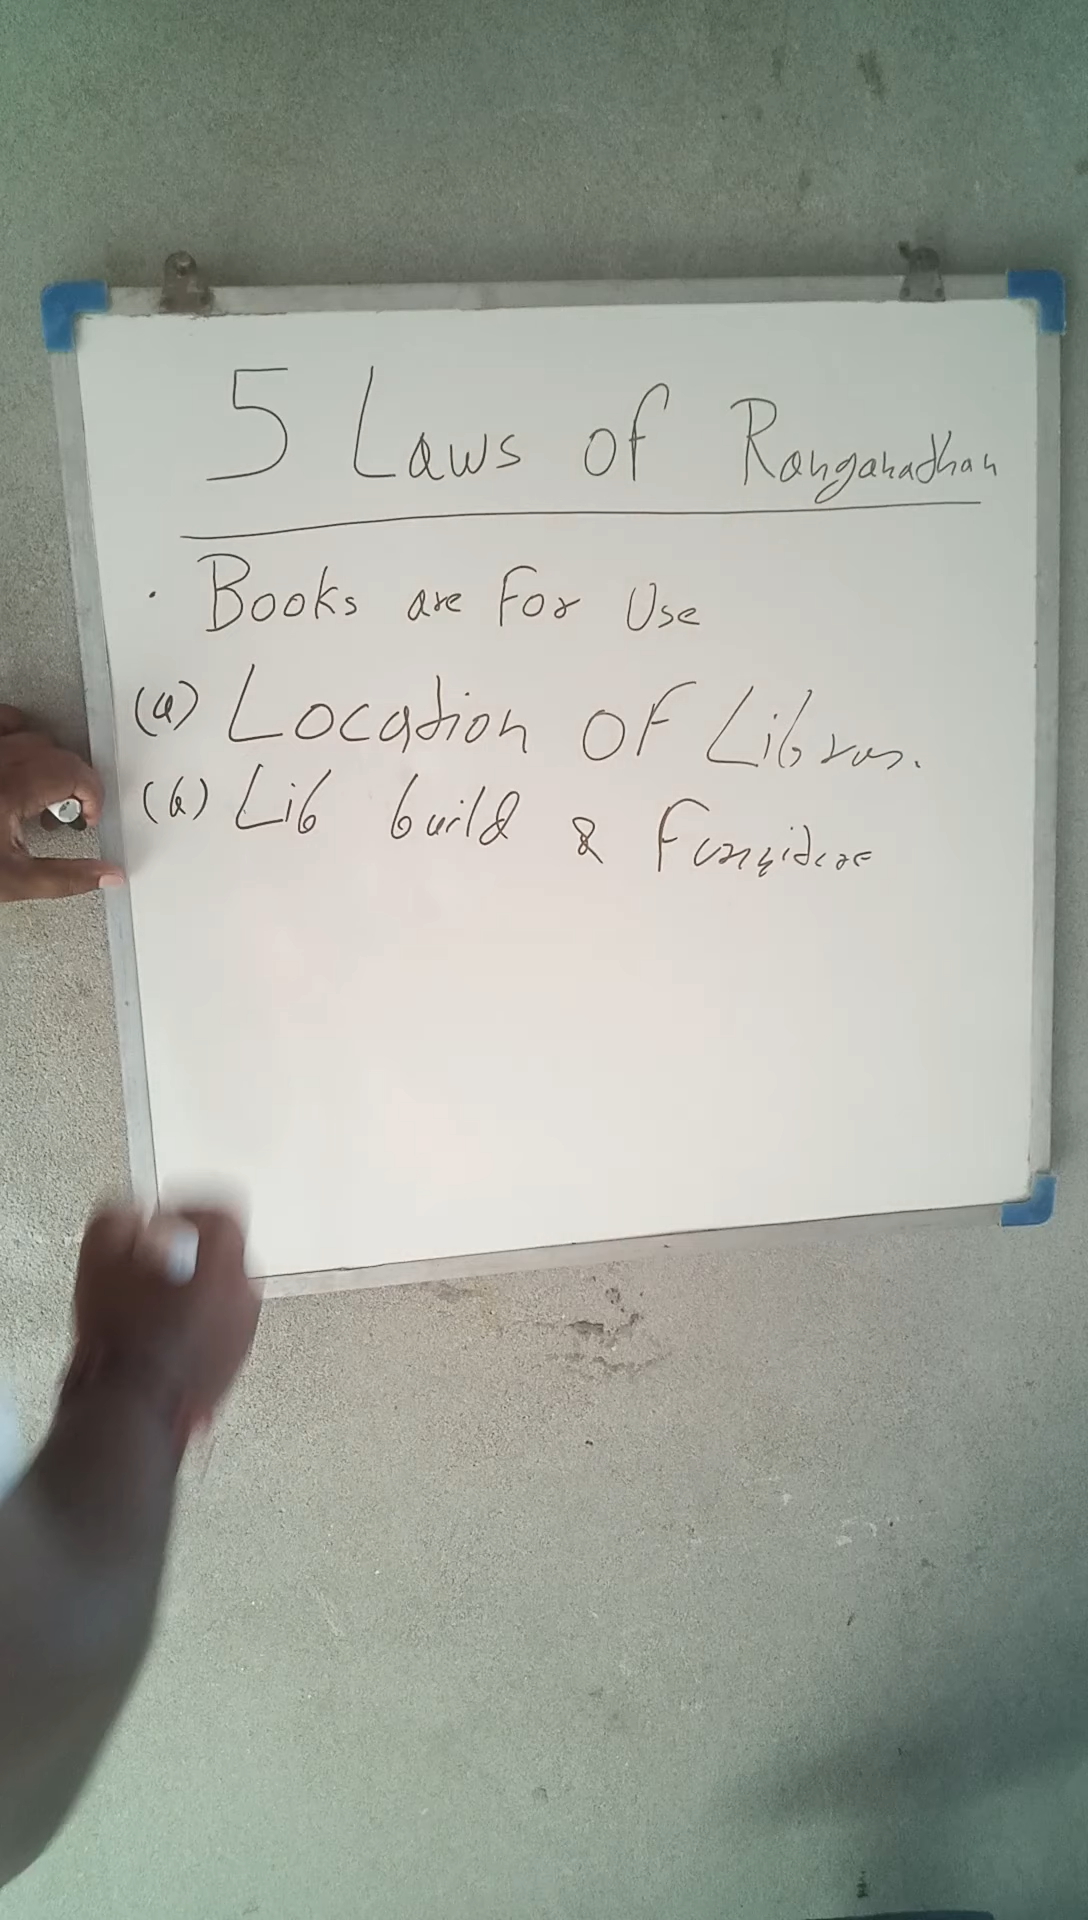 5 Laws of Ranganathan
· Books are For Use
(a) Location OF Library.
(b) Lib build & Furniture